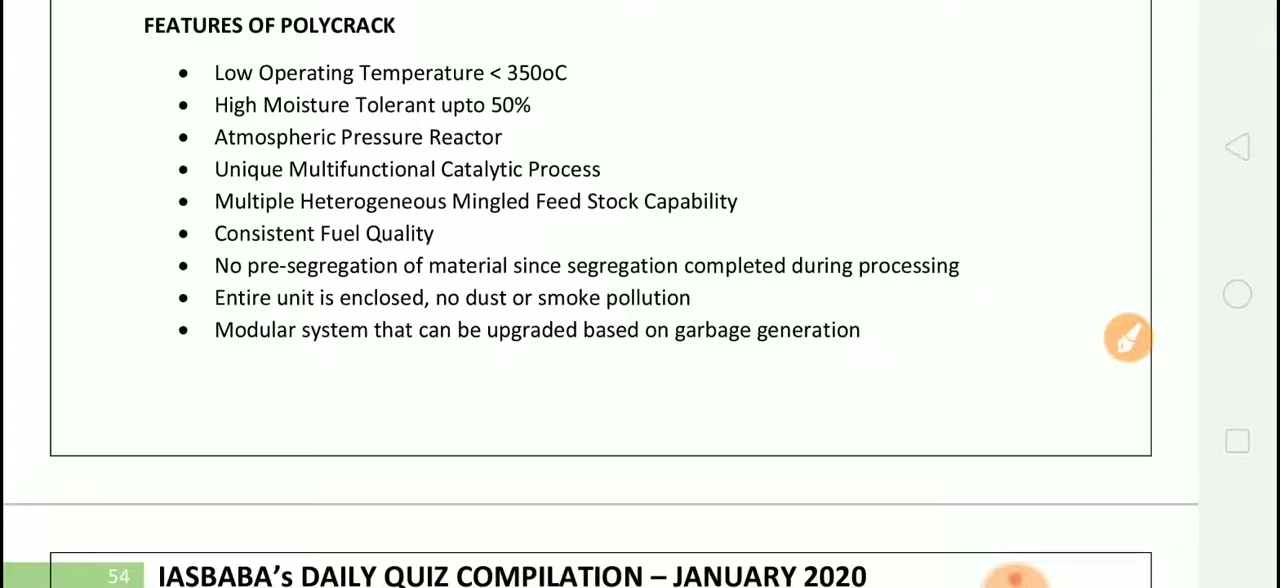 FEATURES OF POLYCRACK
• Low Operating Temperature < 350oC
• High Moisture Tolerant upto 50%
• Atmospheric Pressure Reactor
• Unique Multifunctional Catalytic Process
• Multiple Heterogeneous Mingled Feed Stock Capability
• Consistent Fuel Quality
• No pre-segregation of material since segregation completed during processing
• Entire unit is enclosed, no dust or smoke pollution
• Modular system that can be upgraded based on garbage generation
54 IASBABA’s DAILY QUIZ COMPILATION – JANUARY 2020